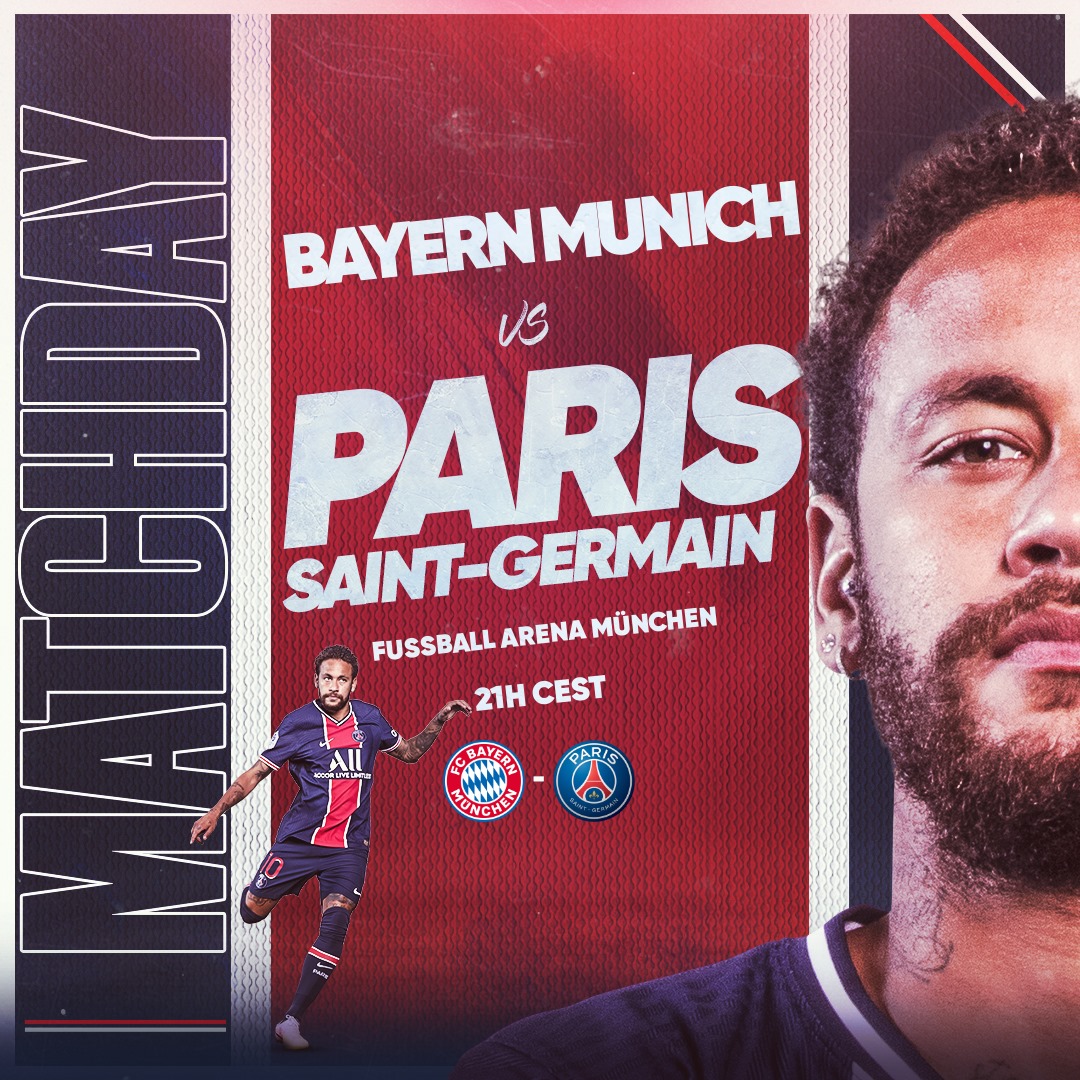 MATCHDAY
BAYERN MUNICH
VS
PARIS
SAINT-GERMAIN
FUSSBALL ARENA MÜNCHEN
21H CEST
ALL
ACCOR LIVE LIMITLESS
10
PARIS
FC BAYERN
MÜNCHEN
-
PARIS
SAINT-GERMAIN